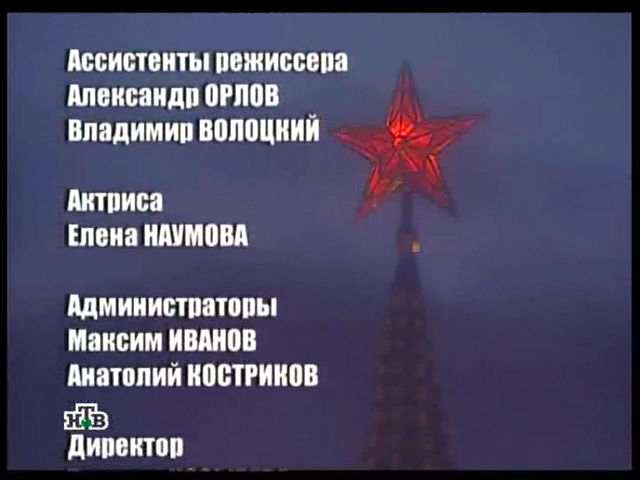 Ассистенты режиссера
Александр ОРЛОВ
Владимир ВОЛОЦКИЙ
Актриса
Елена НАУМОВА
Администраторы
Максим ИВАНОВ
Анатолий КОСТРИКОВ
НТВ
Директор